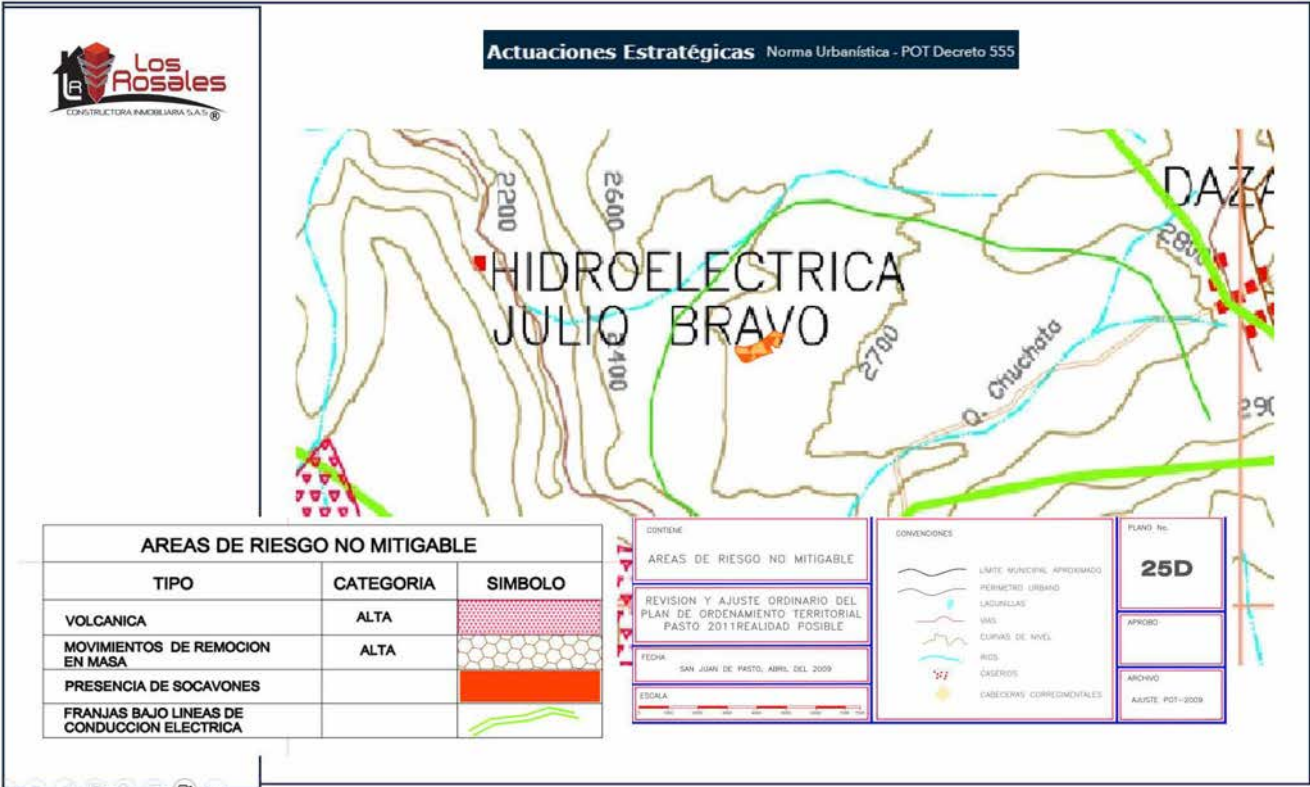 Los
Rosales
LR
CONSTRUCTORA INMOBILIARIA S.A.S ®
Actuaciones Estratégicas Norma Urbanística - POT Decreto 555
DAZA
2200
2600
2800
HIDROELECTRICA
JULIO BRAVO
2400
2700
Q. Chuchata
290
AREAS DE RIESGO NO MITIGABLE
TIPO CATEGORIA SIMBOLO
VOLCANICA ALTA
MOVIMIENTOS DE REMOCION
EN MASA ALTA
PRESENCIA DE SOCAVONES
FRANJAS BAJO LINEAS DE
CONDUCCION ELECTRICA
CONTIENE
AREAS DE RIESGO NO MITIGABLE
REVISION Y AJUSTE ORDINARIO DEL
PLAN DE ORDENAMIENTO TERRITORIAL
PASTO 2011REALIDAD POSIBLE
FECHA
SAN JUAN DE PASTO, ABRIL DEL 2009
ESCALA
CONVENCIONES
LIMITE MUNICIPAL APROXIMADO
PERIMETRO URBANO
LAGUNILLAS
VIAS
CURVAS DE NIVEL
RIOS
CASERIOS
CABECERAS CORREGIMENTALES
PLANO No.
25D
APROBO
ARCHIVO
AJUSTE POT-2009